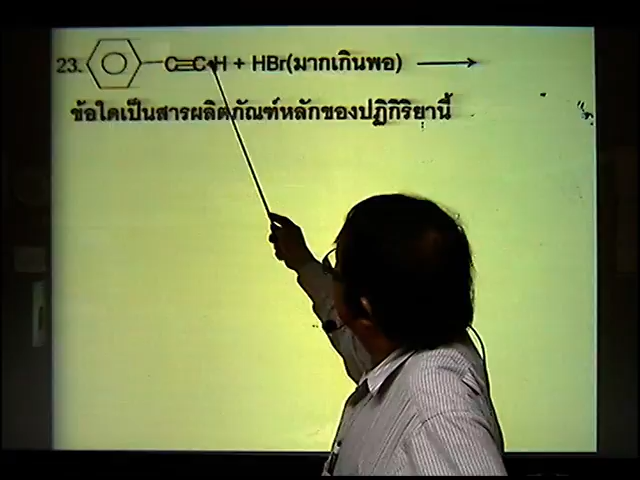 23. C≡C-H + HBr(มากเกินพอ) ⟶
ข้อใดเป็นสารผลิตภัณฑ์หลักของปฏิกิริยานี้